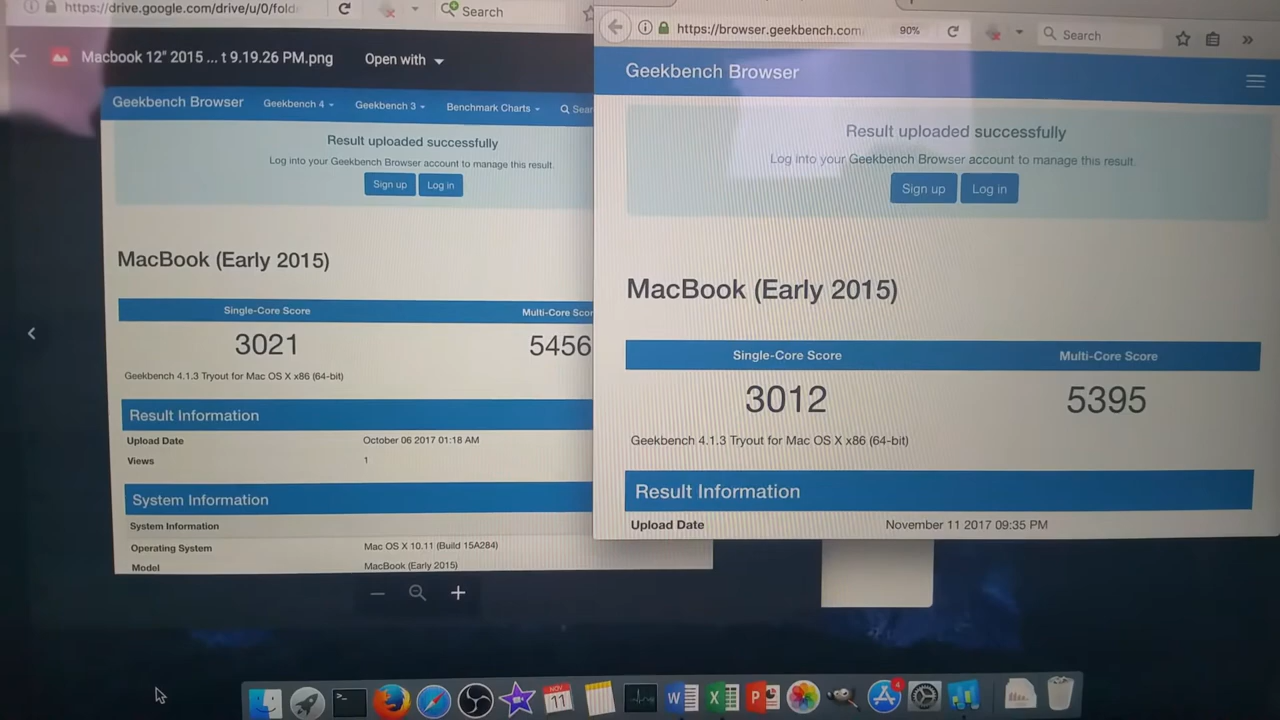 https://drive.google.com/drive/u/0/fold
Search
Macbook 12" 2015 ... t 9.19.26 PM.png
Open with
Geekbench Browser
Geekbench 4
Geekbench 3
Benchmark Charts
Sear
Result uploaded successfully
Log into your Geekbench Browser account to manage this result.
Sign up
Log in
MacBook (Early 2015)
Single-Core Score
Multi-Core Scor
3021
5456
Geekbench 4.1.3 Tryout for Mac OS X x86 (64-bit)
Result Information
Upload Date
October 06 2017 01:18 AM
Views
1
System Information
System Information
Operating System
Mac OS X 10.11 (Build 15A284)
Model
MacBook (Early 2015)
https://browser.geekbench.com
90%
Search
Geekbench Browser
Result uploaded successfully
Log into your Geekbench Browser account to manage this result.
Sign up
Log in
MacBook (Early 2015)
Single-Core Score
Multi-Core Score
3012
5395
Geekbench 4.1.3 Tryout for Mac OS X x86 (64-bit)
Result Information
Upload Date
November 11 2017 09:35 PM
NOV
11
W
X
P
4